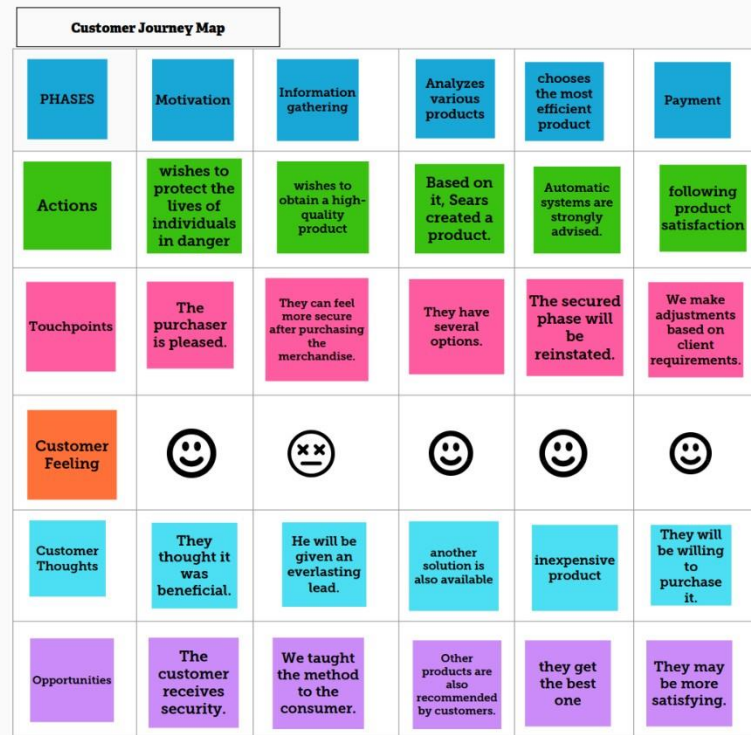 Customer Journey Map
PHASES
Motivation
Information
gathering
Analyzes
various
products
chooses
the most
efficient
product
Payment
Actions
wishes to
protect the
lives of
individuals
in danger
wishes to
obtain a high-
quality
product
Based on
it, Sears
created a
product.
Automatic
systems are
strongly
advised.
following
product
satisfaction
Touchpoints
The
purchaser
is pleased.
They can feel
more secure
after purchasing
the
merchandise.
They have
several
options.
The secured
phase will
be
reinstated.
We make
adjustments
based on
client
requirements.
Customer
Feeling
Customer
Thoughts
They
thought it
was
beneficial.
He will be
given an
everlasting
lead.
another
solution is
also available
inexpensive
product
They will
be willing
to
purchase
it.
Opportunities
The
customer
receives
security.
We taught
the method
to the
consumer.
Other
products are
also
recommended
by customers.
they get
the best
one
They may
be more
satisfying.